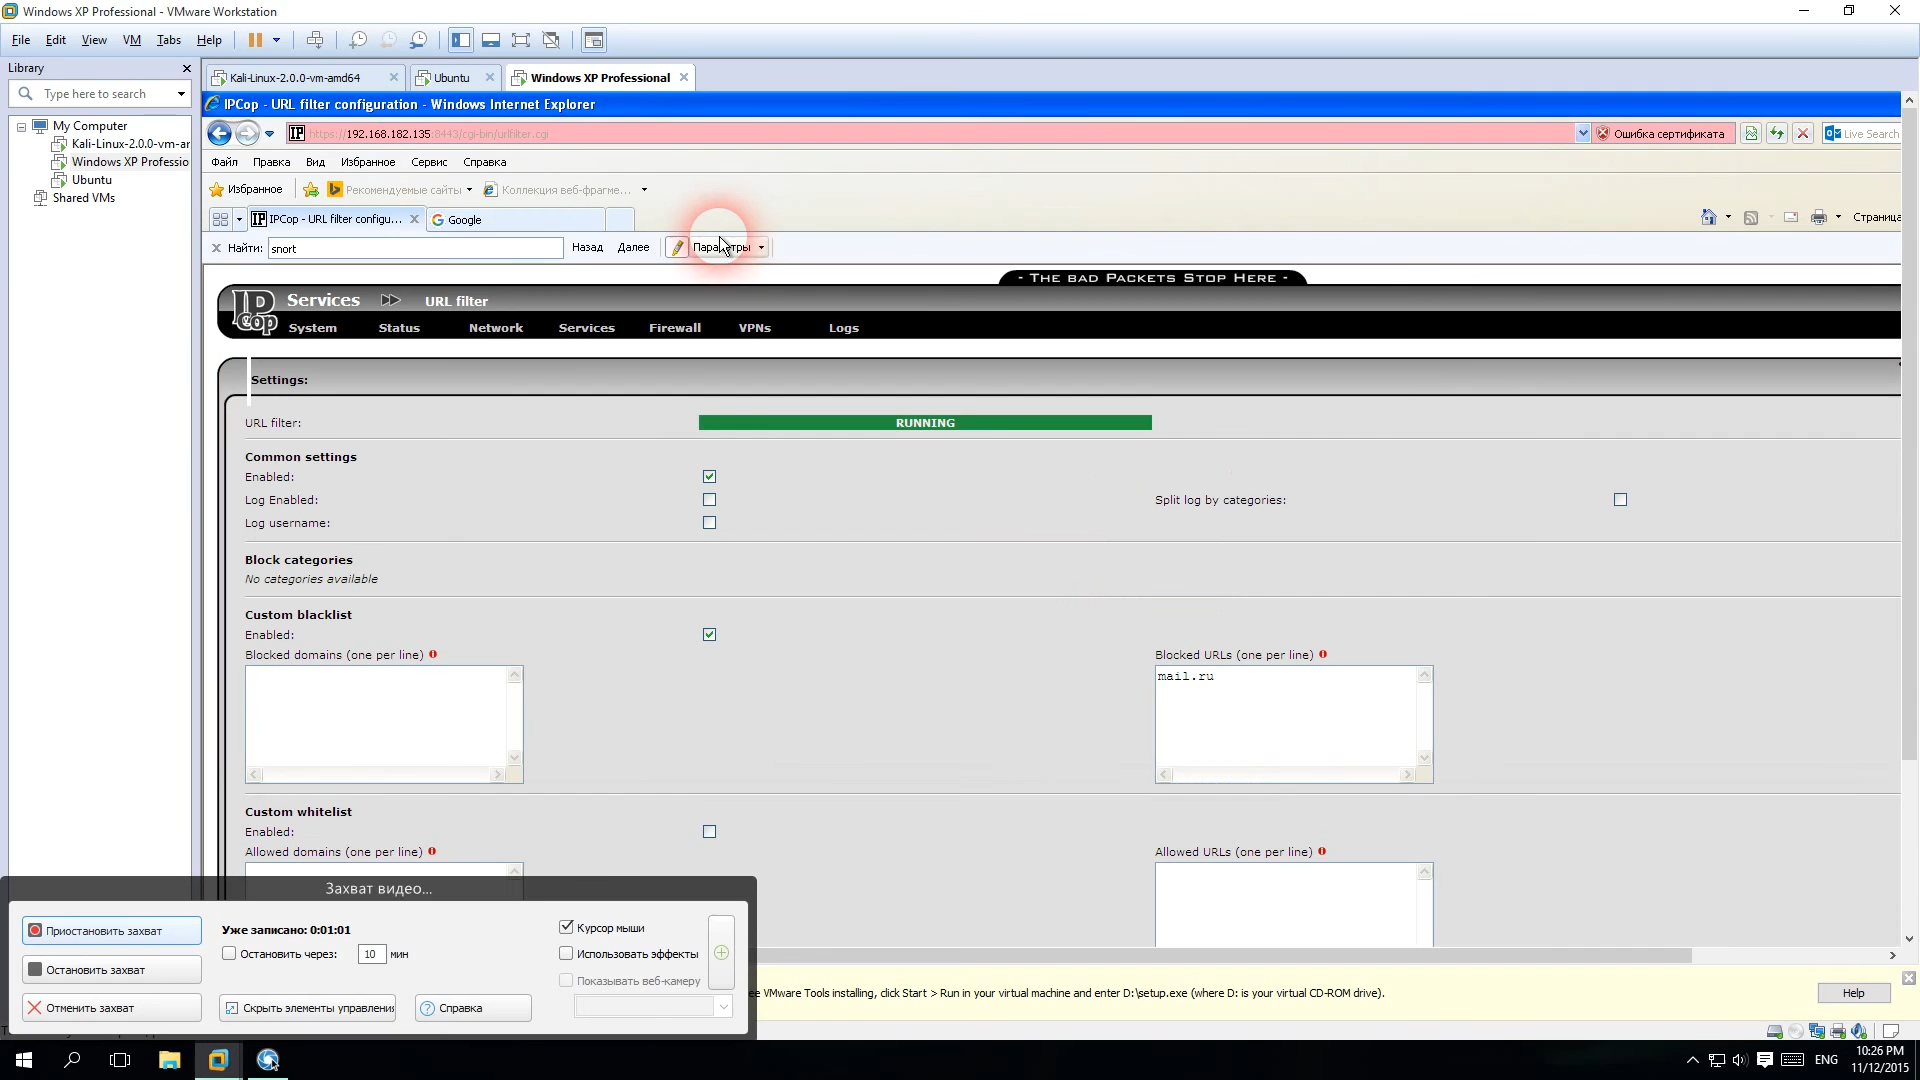 Windows XP Professional - VMware Workstation
File Edit View VM Tabs Help
Library
Type here to search
My Computer
Kali-Linux-2.0.0-vm-ar
Windows XP Professio
Ubuntu
Shared VMs
Kali-Linux-2.0.0-vm-amd64
Ubuntu
Windows XP Professional
IPCop - URL filter configuration - Windows Internet Explorer
IP https://192.168.182.135:8443/cgi-bin/urlfilter.cgi
Ошибка сертификата
Live Search
Файл Правка Вид Избранное Сервис Справка
Избранное
Рекомендуемые сайты
Коллекция веб-фрагме...
IP IPCop - URL filter configu...
Google
Страница
Найти: snort Назад Далее Параметры
- The bad Packets Stop Here -
IP cop
Services URL filter
System Status Network Services Firewall VPNs Logs
Settings:
URL filter: RUNNING
Common settings
Enabled:
Log Enabled: Split log by categories:
Log username:
Block categories
No categories available
Custom blacklist
Enabled:
Blocked domains (one per line) Blocked URLs (one per line)
mail.ru
Custom whitelist
Enabled:
Allowed domains (one per line) Allowed URLs (one per line)
Захват видео...
Приостановить захват
Остановить захват
Отменить захват
Уже записано: 0:01:01
Остановить через: 10 мин
Скрыть элементы управления
Справка
Курсор мыши
Использовать эффекты
Показывать веб-камеру
VMware Tools installing, click Start > Run in your virtual machine and enter D:\setup.exe (where D: is your virtual CD-ROM drive).
Help
ENG
10:26 PM
11/12/2015